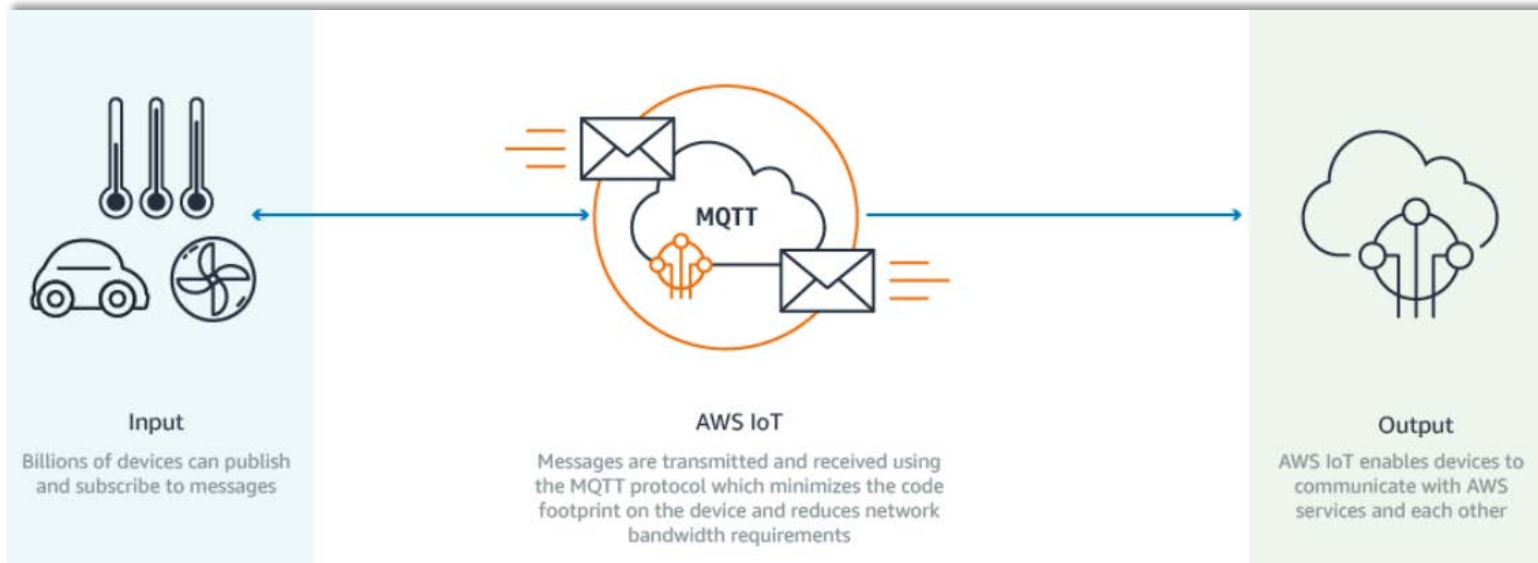 MQTT
Input
Billions of devices can publish
and subscribe to messages
AWS IoT
Messages are transmitted and received using
the MQTT protocol which minimizes the code
footprint on the device and reduces network
bandwidth requirements
Output
AWS IoT enables devices to
communicate with AWS
services and each other